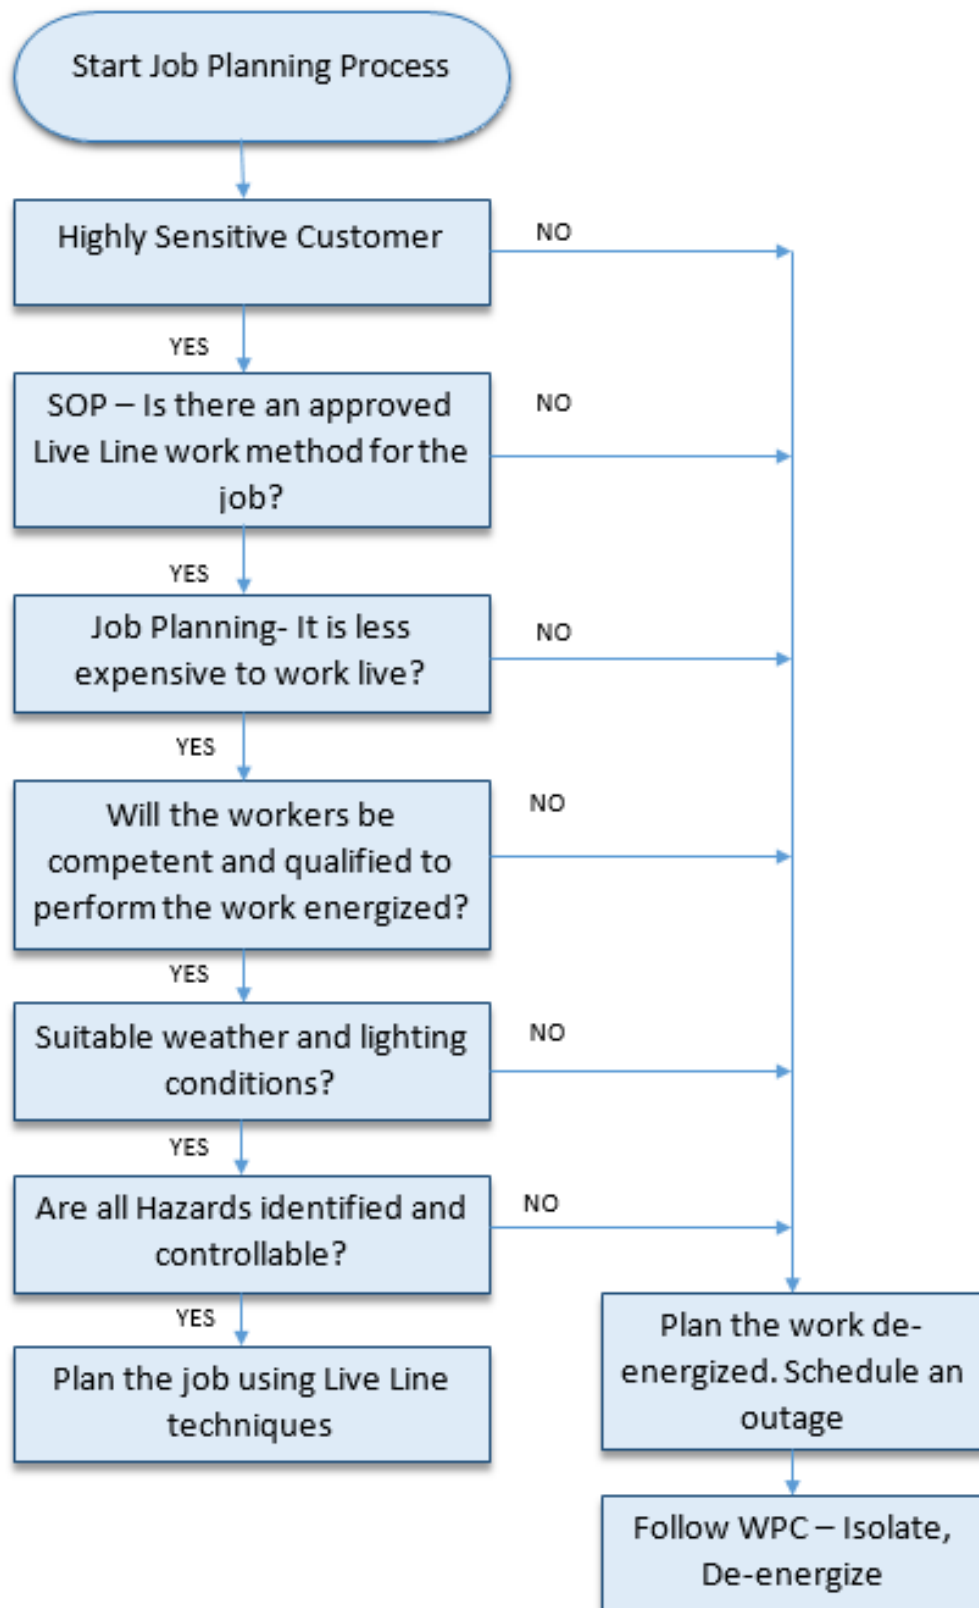 Start Job Planning Process
Highly Sensitive Customer
NO
YES
SOP – Is there an approved
Live Line work method for the
job?
NO
YES
Job Planning- It is less
expensive to work live?
NO
YES
Will the workers be
competent and qualified to
perform the work energized?
NO
YES
Suitable weather and lighting
conditions?
NO
YES
Are all Hazards identified and
controllable?
NO
YES
Plan the job using Live Line
techniques
Plan the work de-
energized. Schedule an
outage
Follow WPC – Isolate,
De-energize